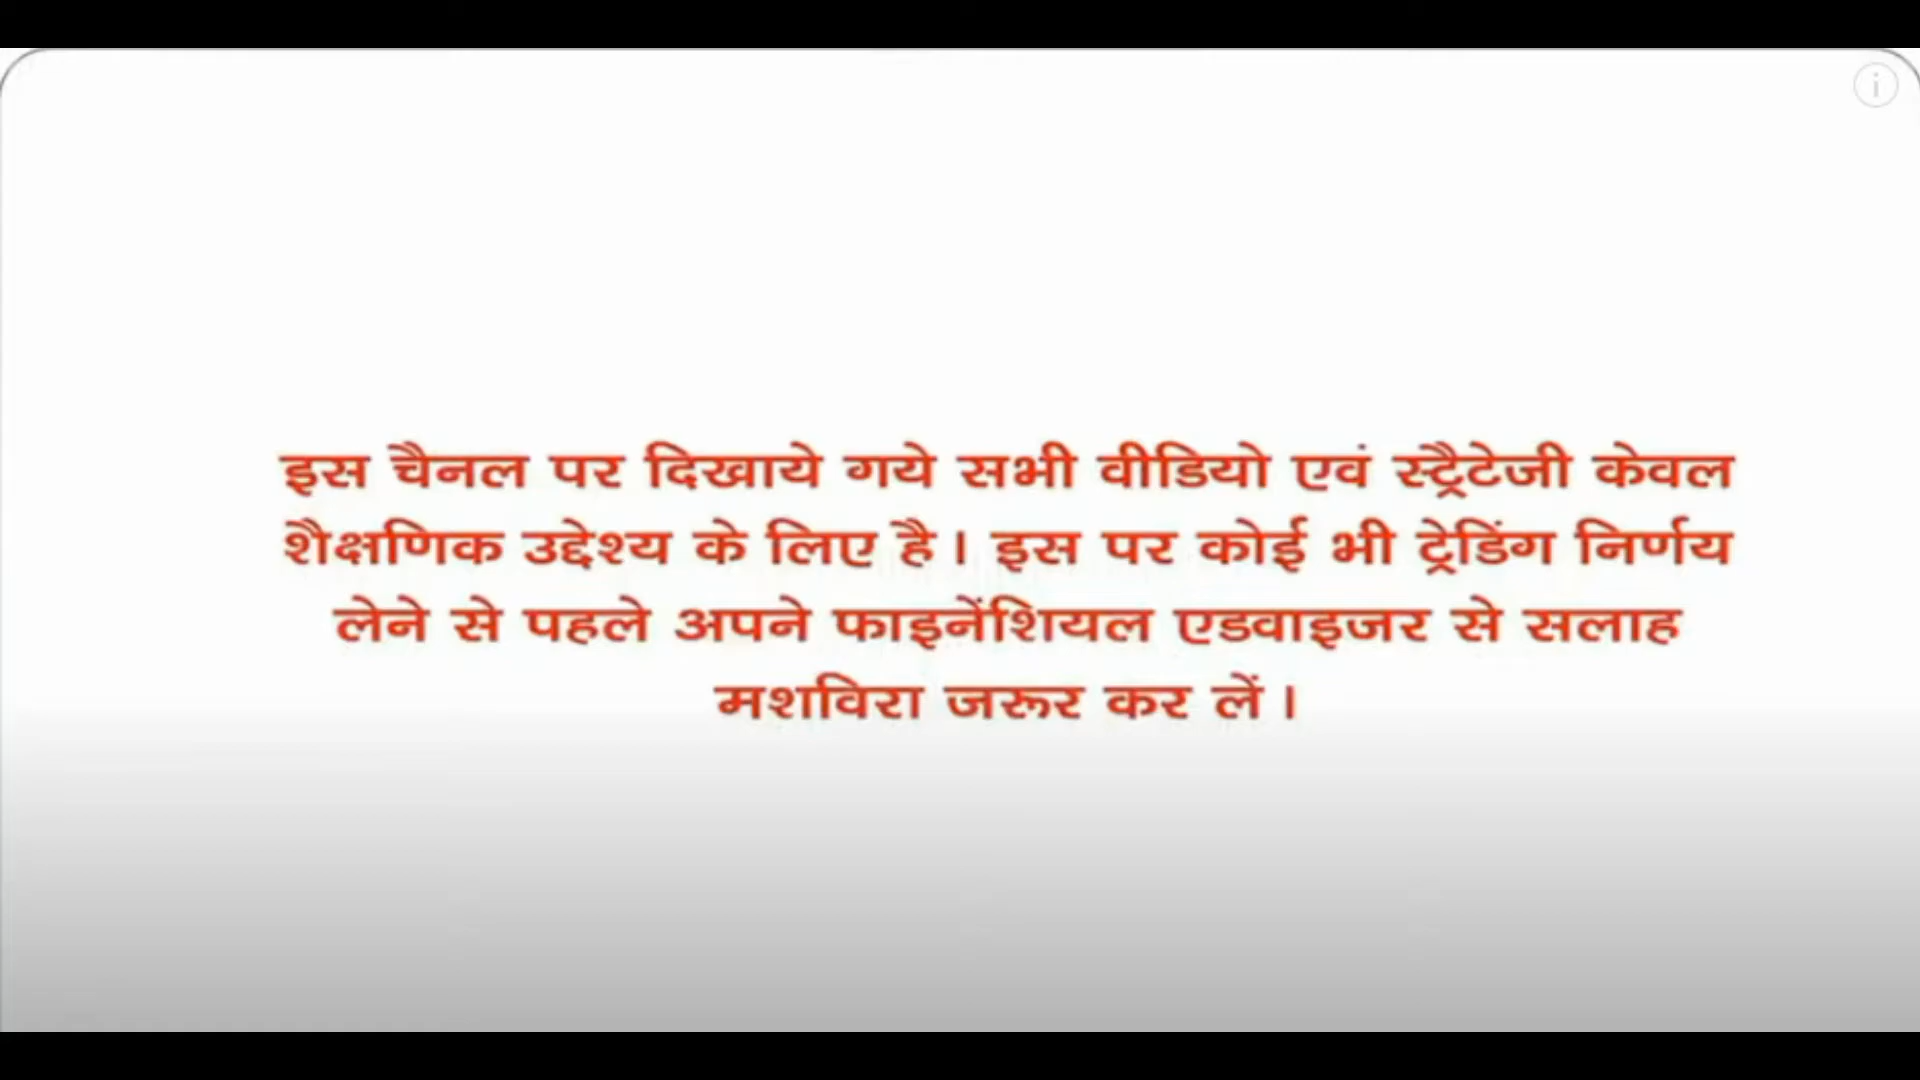 इस चैनल पर दिखाये गये सभी वीडियो एवं स्ट्रैटेजी केवल
शैक्षणिक उद्देश्य के लिए है। इस पर कोई भी ट्रेडिंग निर्णय
लेने से पहले अपने फाइनेंशियल एडवाइजर से सलाह
मशविरा जरूर कर लें।